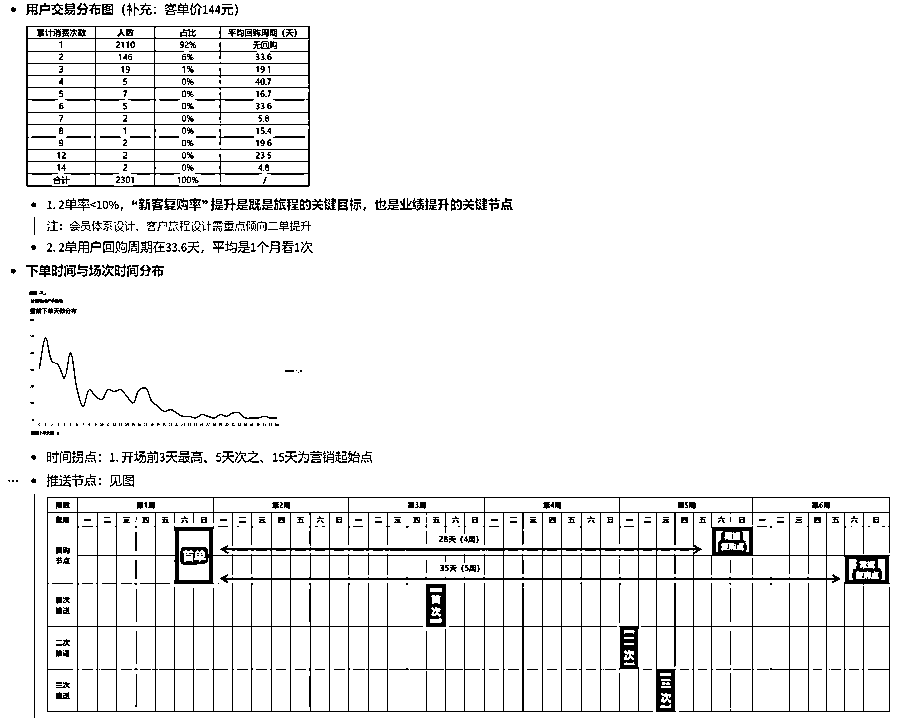 用户交易分布图（补充：客单价144元）
累计消费次数 人数 占比 平均回购周期（天）
1 2110 92% 无回购
2 146 6% 33.6
3 19 1% 19.1
4 5 0% 40.7
5 7 0% 16.7
6 5 0% 33.6
7 2 0% 5.8
8 1 0% 15.4
9 2 0% 19.6
12 2 0% 23.5
14 2 0% 4.8
合计 2301 100% /
1. 2单率<10%，“新客复购率”提升是既是旅程的关键目标，也是业绩提升的关键节点
注：会员体系设计、客户旅程设计需重点倾向二单提升
2. 2单用户回购周期在33.6天，平均是1个月看1次
下单时间与场次时间分布
提前下单天数分布
时间拐点：1. 开场前3天最高、5天次之、15天为营销起始点
推送节点：见图
周数 第1周 第2周 第3周 第4周 第5周 第6周
星期 一 二 三 四 五 六 日 一 二 三 四 五 六 日 一 二 三 四 五 六 日 一 二 三 四 五 六 日 一 二 三 四 五 六 日 一 二 三 四 五 六 日
回购节点 首单 28天（4周）
35天（5周）
首次推送 首次
二次推送 二次
三次推送 三次